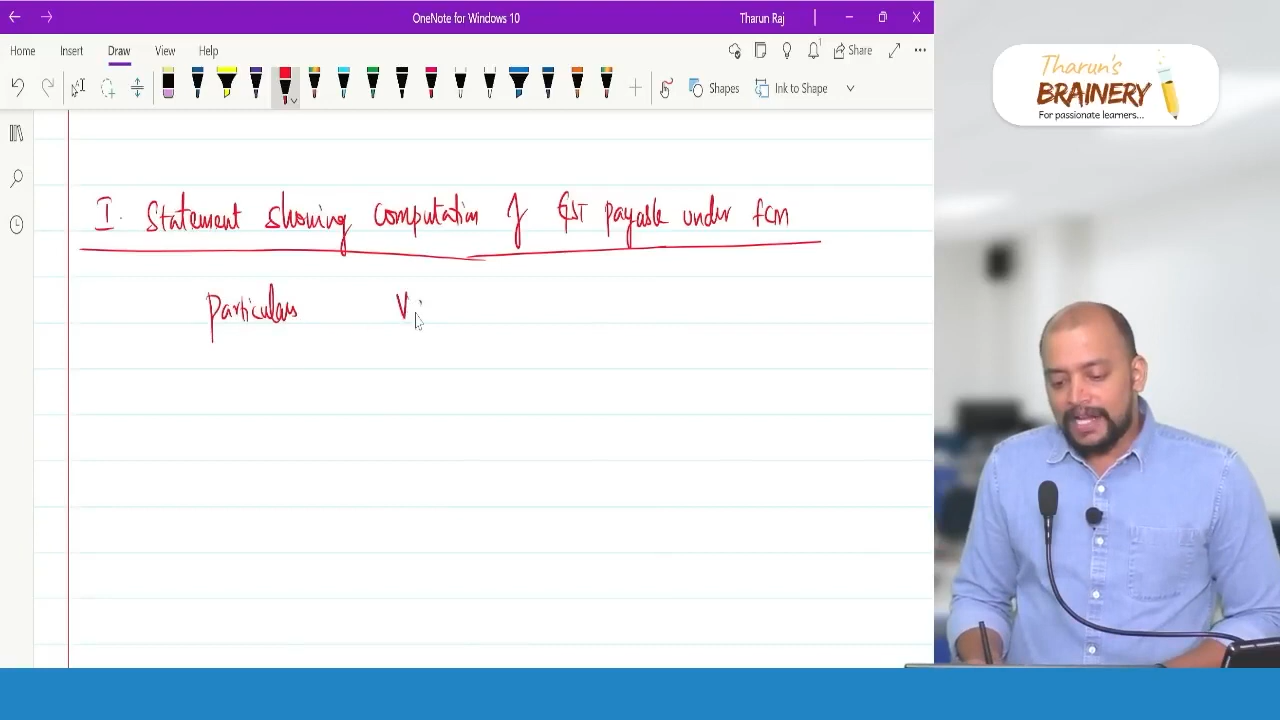 OneNote for Windows 10
Tharun Raj
Home Insert Draw View Help
Share
Shapes Ink to Shape
Tharun's
BRAINERY
For passionate learners...
I. Statement showing computation of GST payable under FCM
Particulars V